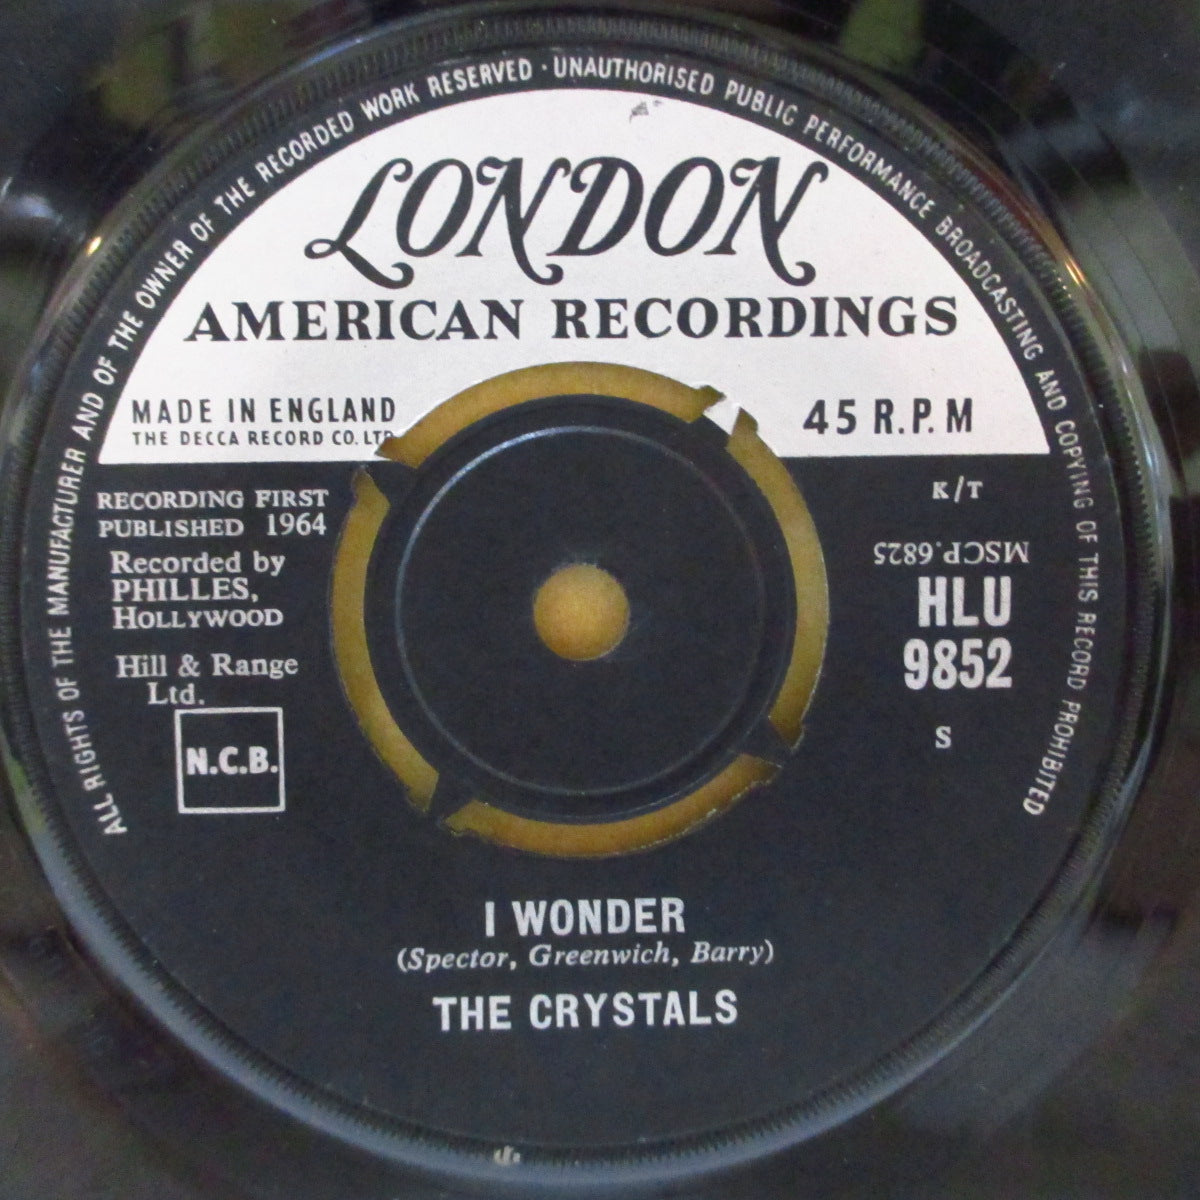 ALL RIGHTS OF THE MANUFACTURER AND OF THE OWNER OF THE RECORDED WORK RESERVED · UNAUTHORISED PUBLIC PERFORMANCE BROADCASTING AND COPYING OF THIS RECORD PROHIBITED
LONDON
AMERICAN RECORDINGS
MADE IN ENGLAND
THE DECCA RECORD CO. LTD
45 R.P.M
RECORDING FIRST
PUBLISHED 1964
Recorded by
PHILLES,
HOLLYWOOD
Hill & Range
Ltd.
N.C.B.
K/T
MSCP.6825
HLU
9852
S
I WONDER
(Spector, Greenwich, Barry)
THE CRYSTALS